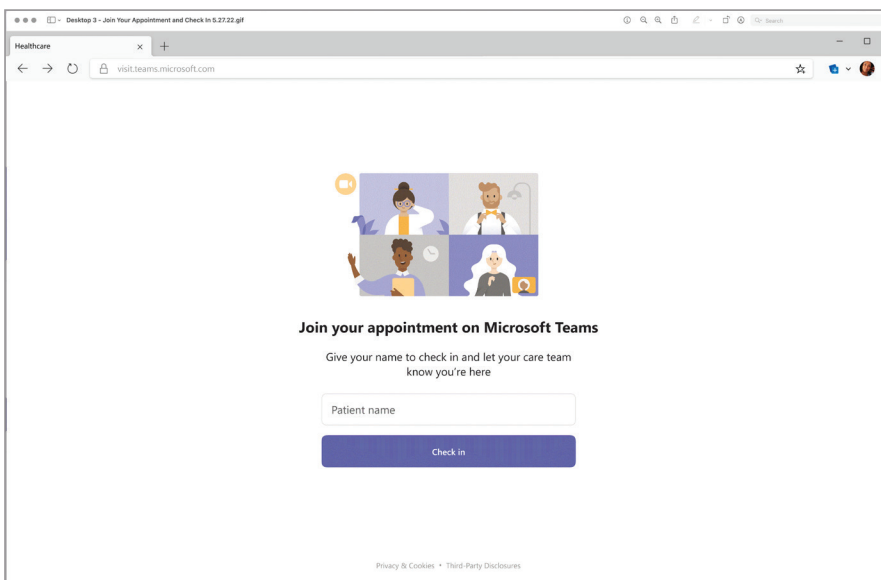 Desktop 3 - Join Your Appointment and Check In 5.27.22.gif
Search
Healthcare
visit.teams.microsoft.com
Join your appointment on Microsoft Teams
Give your name to check in and let your care team
know you're here
Patient name
Check in
Privacy & Cookies • Third-Party Disclosures